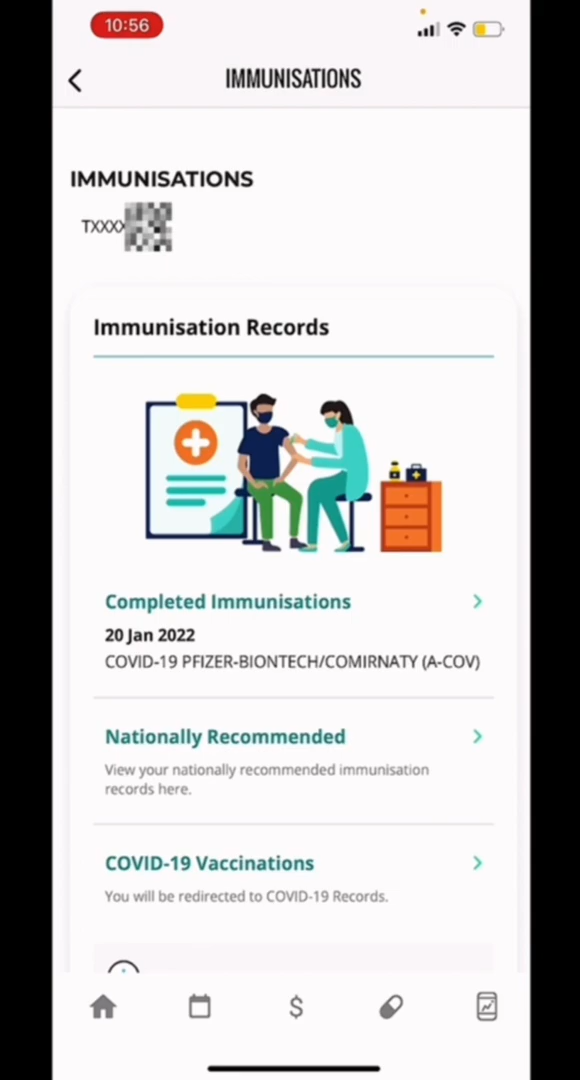 10:56
IMMUNISATIONS
IMMUNISATIONS
TXXXX
Immunisation Records
Completed Immunisations
20 Jan 2022
COVID-19 PFIZER-BIONTECH/COMIRNATY (A-COV)
Nationally Recommended
View your nationally recommended immunisation
records here.
COVID-19 Vaccinations
You will be redirected to COVID-19 Records.